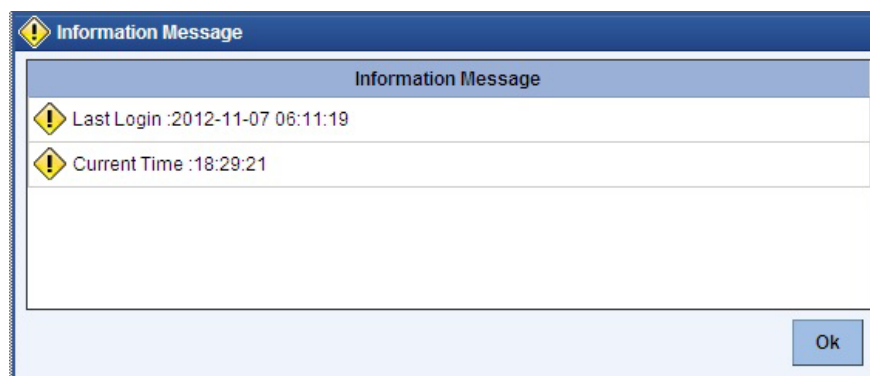 Information Message
Information Message
Last Login :2012-11-07 06:11:19
Current Time :18:29:21
Ok